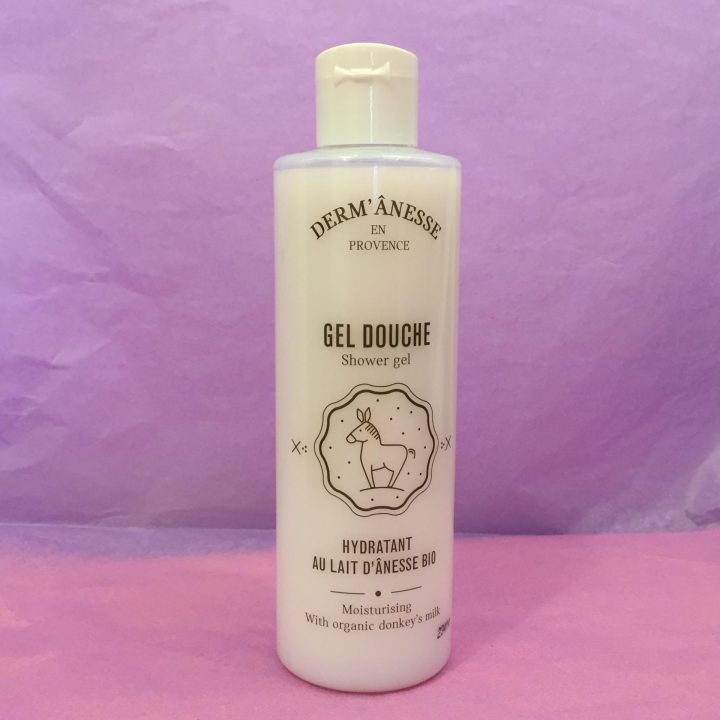 DERM'ÂNESSE
EN
PROVENCE
GEL DOUCHE
Shower gel
HYDRATANT
AU LAIT D'ÂNESSE BIO
Moisturising
With organic donkey's milk